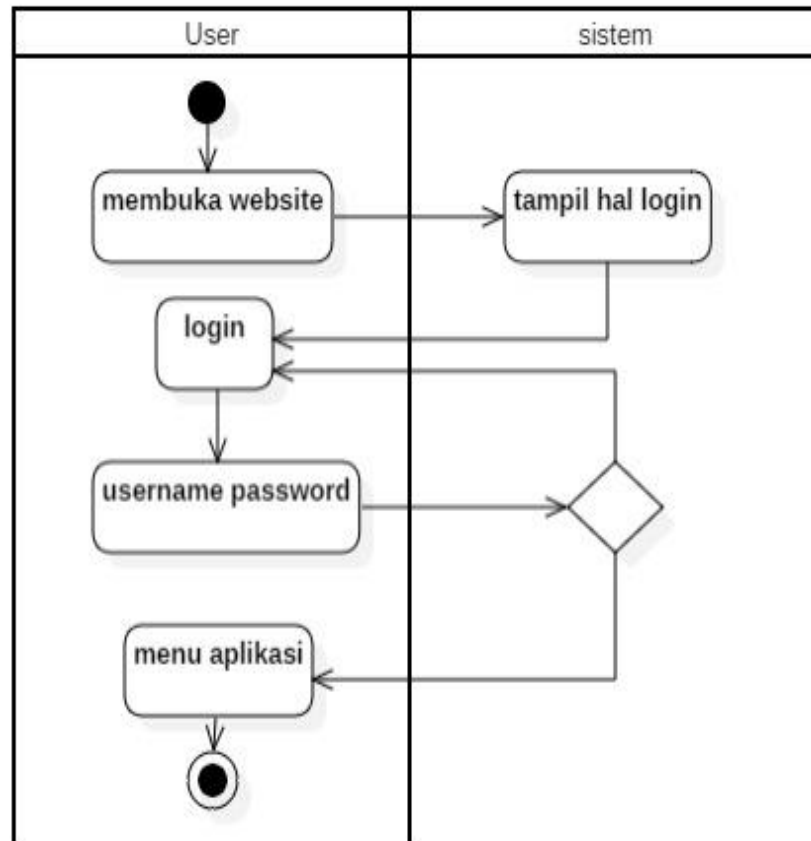 User
sistem
membuka website
tampil hal login
login
username password
menu aplikasi